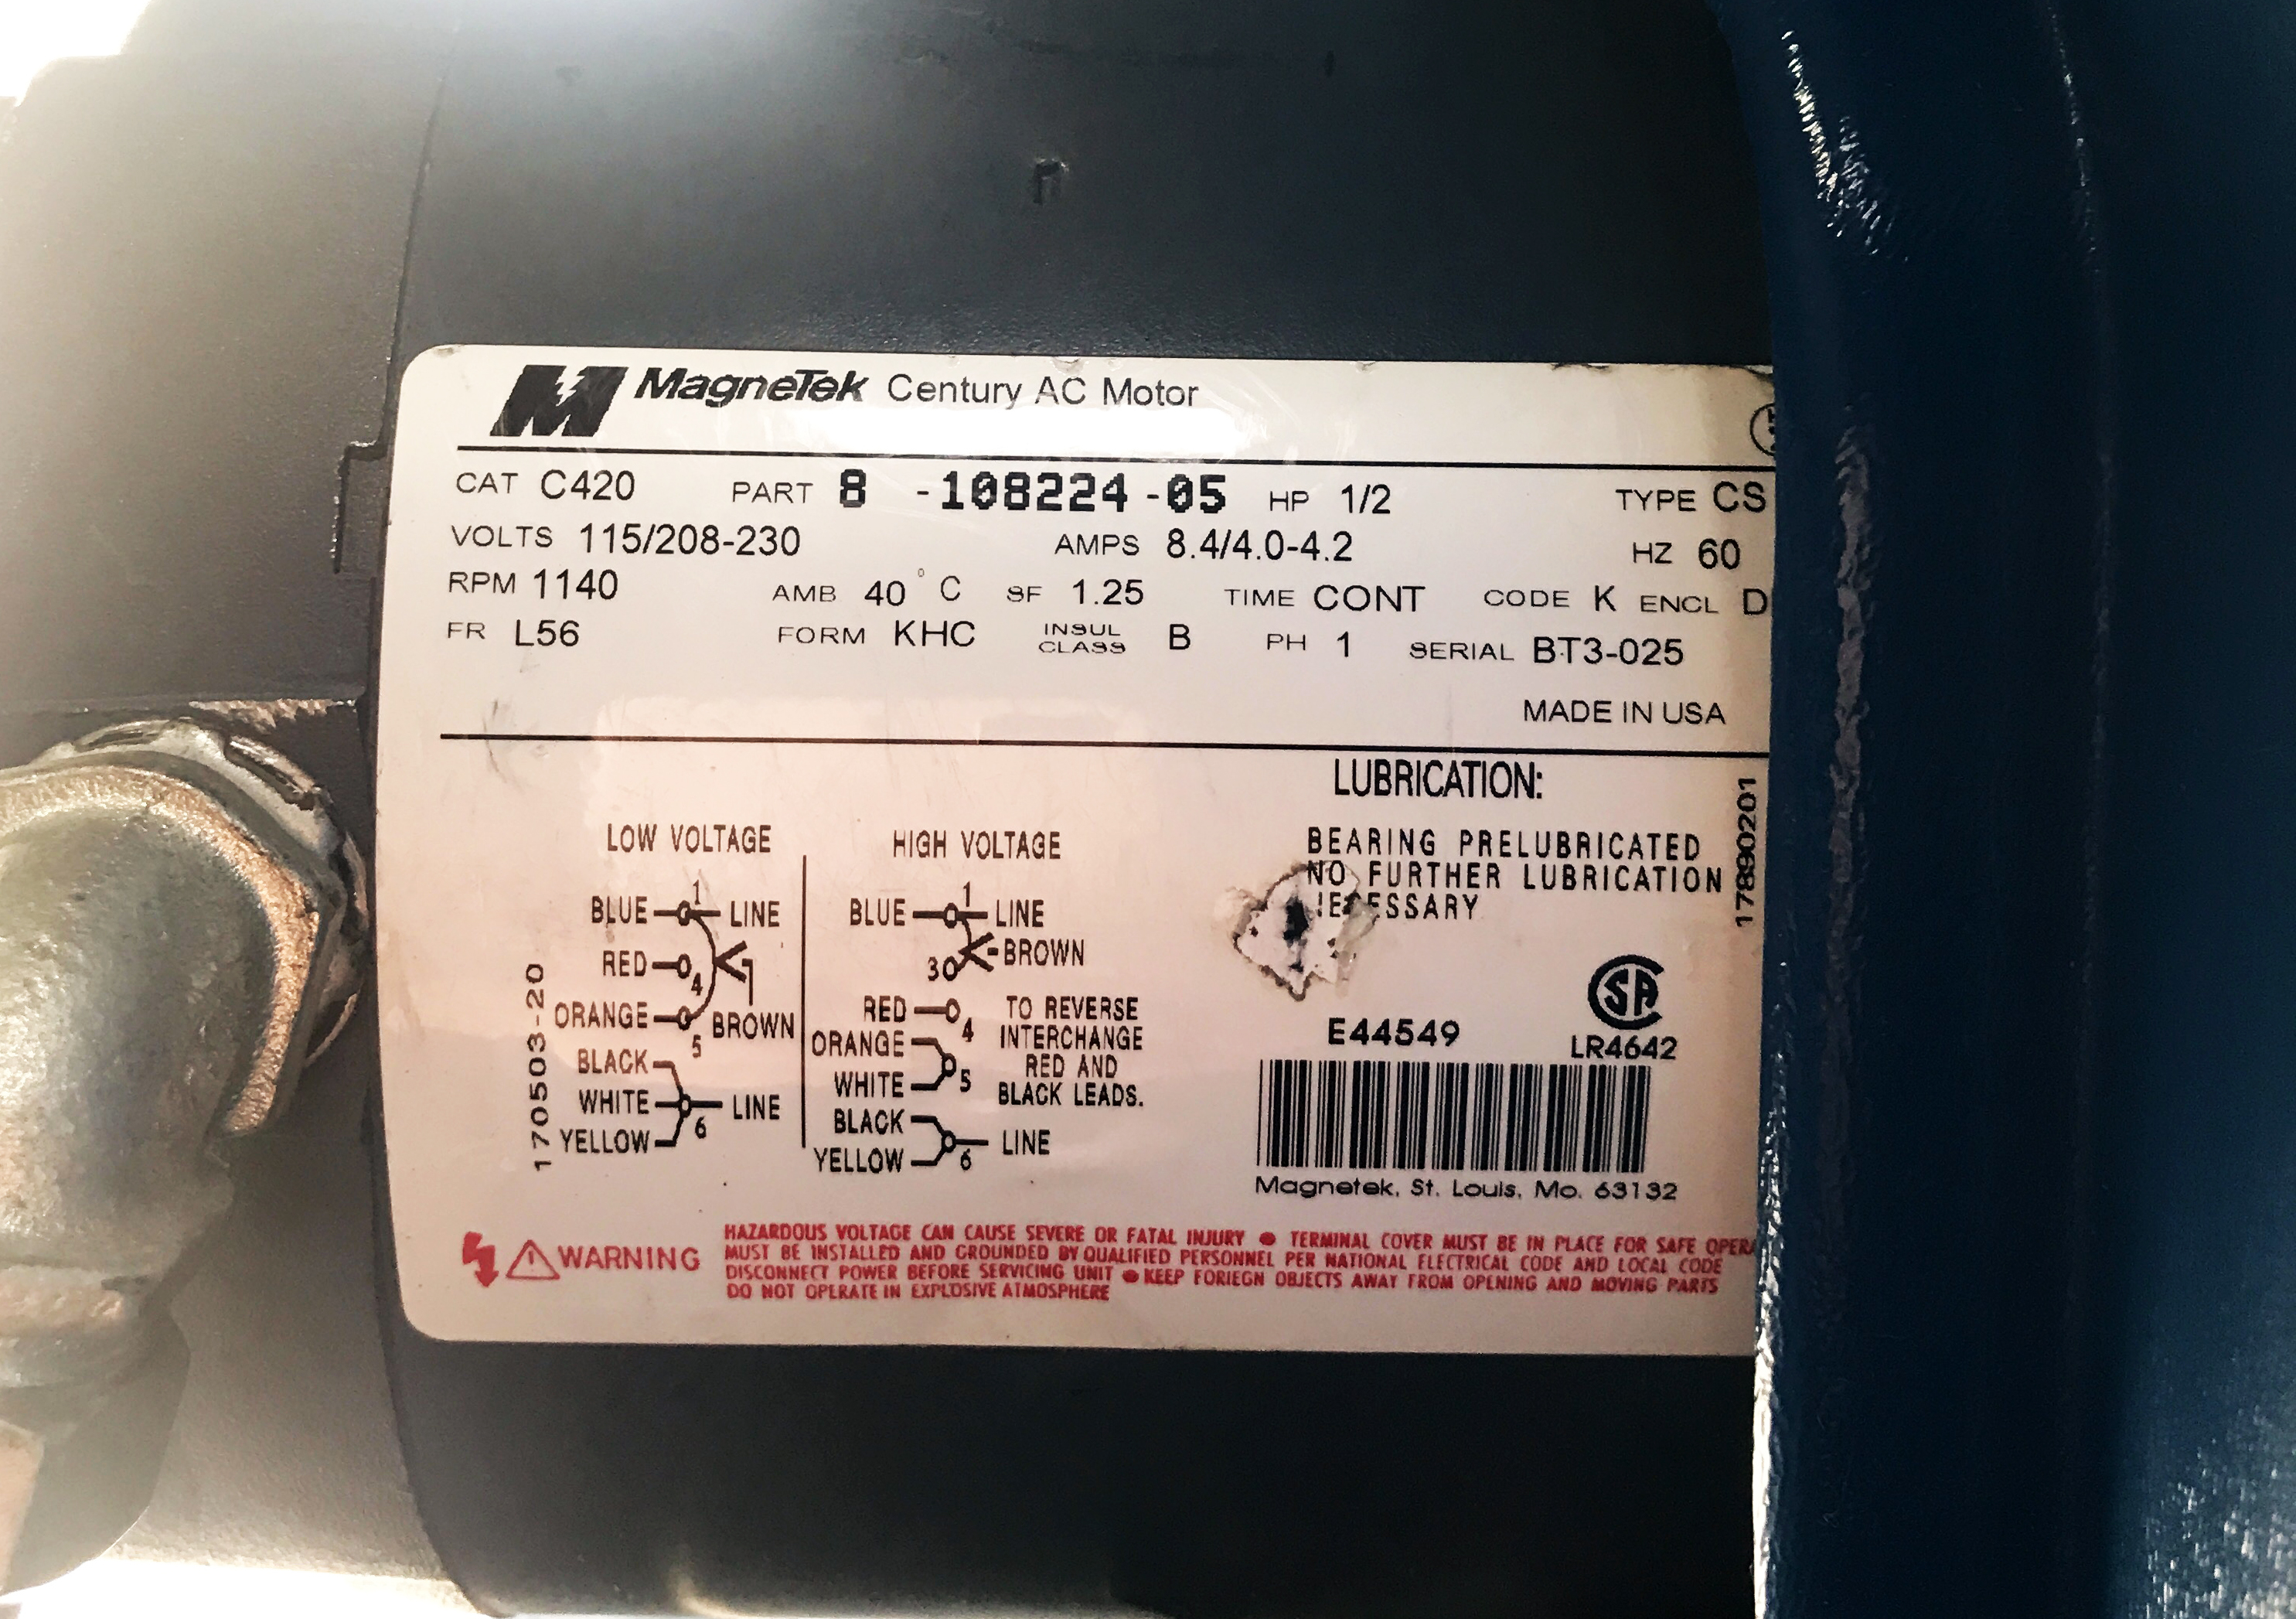 MagneTek Century AC Motor
CAT C420 PART 8 -108224-05 HP 1/2 TYPE CS
VOLTS 115/208-230 AMPS 8.4/4.0-4.2 HZ 60
RPM 1140 AMB 40°C SF 1.25 TIME CONT CODE K ENCL D
FR L56 FORM KHC INSUL CLASS B PH 1 SERIAL BT3-025
MADE IN USA
170503-20
LOW VOLTAGE
BLUE 1 LINE
RED 4
ORANGE 5 BROWN
BLACK
WHITE 6 LINE
YELLOW
HIGH VOLTAGE
BLUE 1 LINE
3 BROWN
RED 4
ORANGE
WHITE 5
BLACK
YELLOW 6 LINE
TO REVERSE
INTERCHANGE
RED AND
BLACK LEADS.
LUBRICATION:
BEARING PRELUBRICATED
NO FURTHER LUBRICATION
NECESSARY
178890201
SA
E44549
LR4642
Magnetek, St. Louis, Mo. 63132
WARNING
HAZARDOUS VOLTAGE CAN CAUSE SEVERE OR FATAL INJURY ● TERMINAL COVER MUST BE IN PLACE FOR SAFE OPERA
MUST BE INSTALLED AND GROUNDED BY QUALIFIED PERSONNEL PER NATIONAL ELECTRICAL CODE AND LOCAL CODE
DISCONNECT POWER BEFORE SERVICING UNIT ● KEEP FORIEGN OBJECTS AWAY FROM OPENING AND MOVING PARTS
DO NOT OPERATE IN EXPLOSIVE ATMOSPHERE